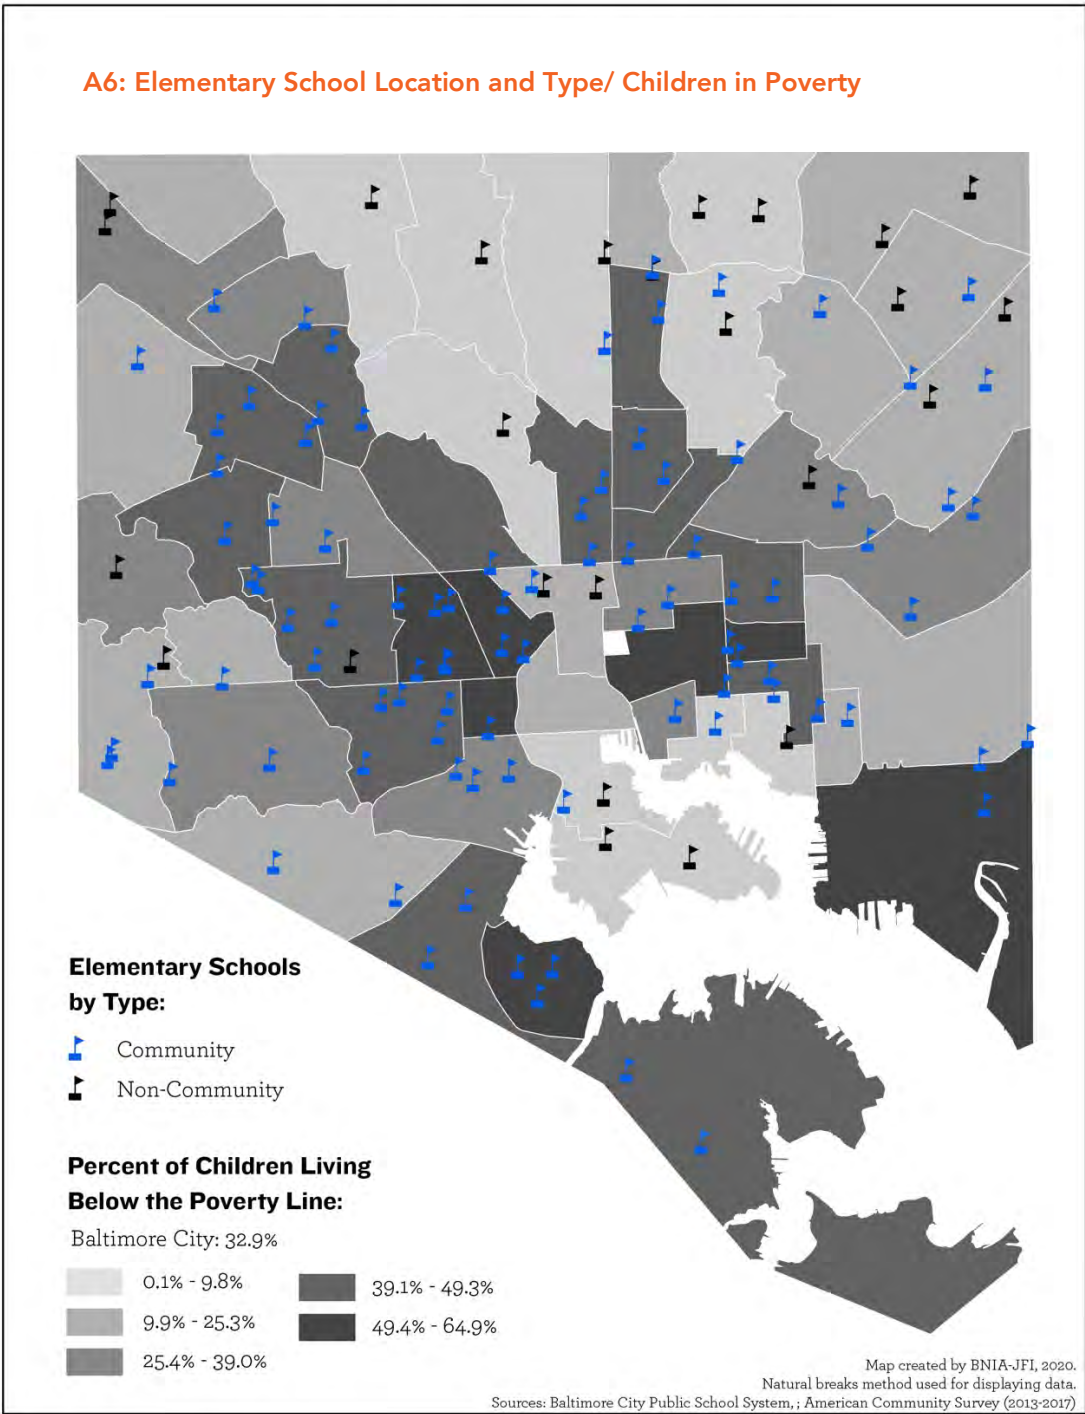 A6: Elementary School Location and Type/ Children in Poverty
Elementary Schools
by Type:
Community
Non-Community
Percent of Children Living
Below the Poverty Line:
Baltimore City: 32.9%
0.1% - 9.8%
9.9% - 25.3%
25.4% - 39.0%
39.1% - 49.3%
49.4% - 64.9%
Map created by BNIA-JFI, 2020.
Natural breaks method used for displaying data.
Sources: Baltimore City Public School System, ; American Community Survey (2013-2017)